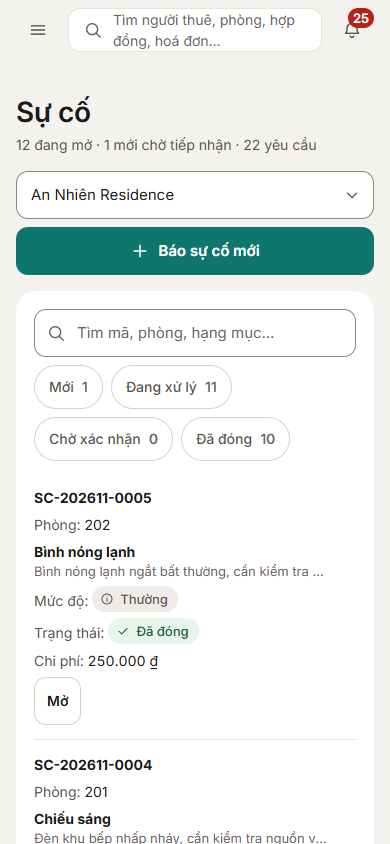 Tìm người thuê, phòng, hợp
đồng, hoá đơn...
25
Sự cố
12 đang mở · 1 mới chờ tiếp nhận · 22 yêu cầu
An Nhiên Residence
Báo sự cố mới
Tìm mã, phòng, hạng mục...
Mới 1
Đang xử lý 11
Chờ xác nhận 0
Đã đóng 10
SC-202611-0005
Phòng: 202
Bình nóng lạnh
Bình nóng lạnh ngắt bất thường, cần kiểm tra ...
Mức độ: Thường
Trạng thái: Đã đóng
Chi phí: 250.000 ₫
Mở
SC-202611-0004
Phòng: 201
Chiếu sáng
Đèn khu bếp nhấp nháy, cần kiểm tra nguồn v...